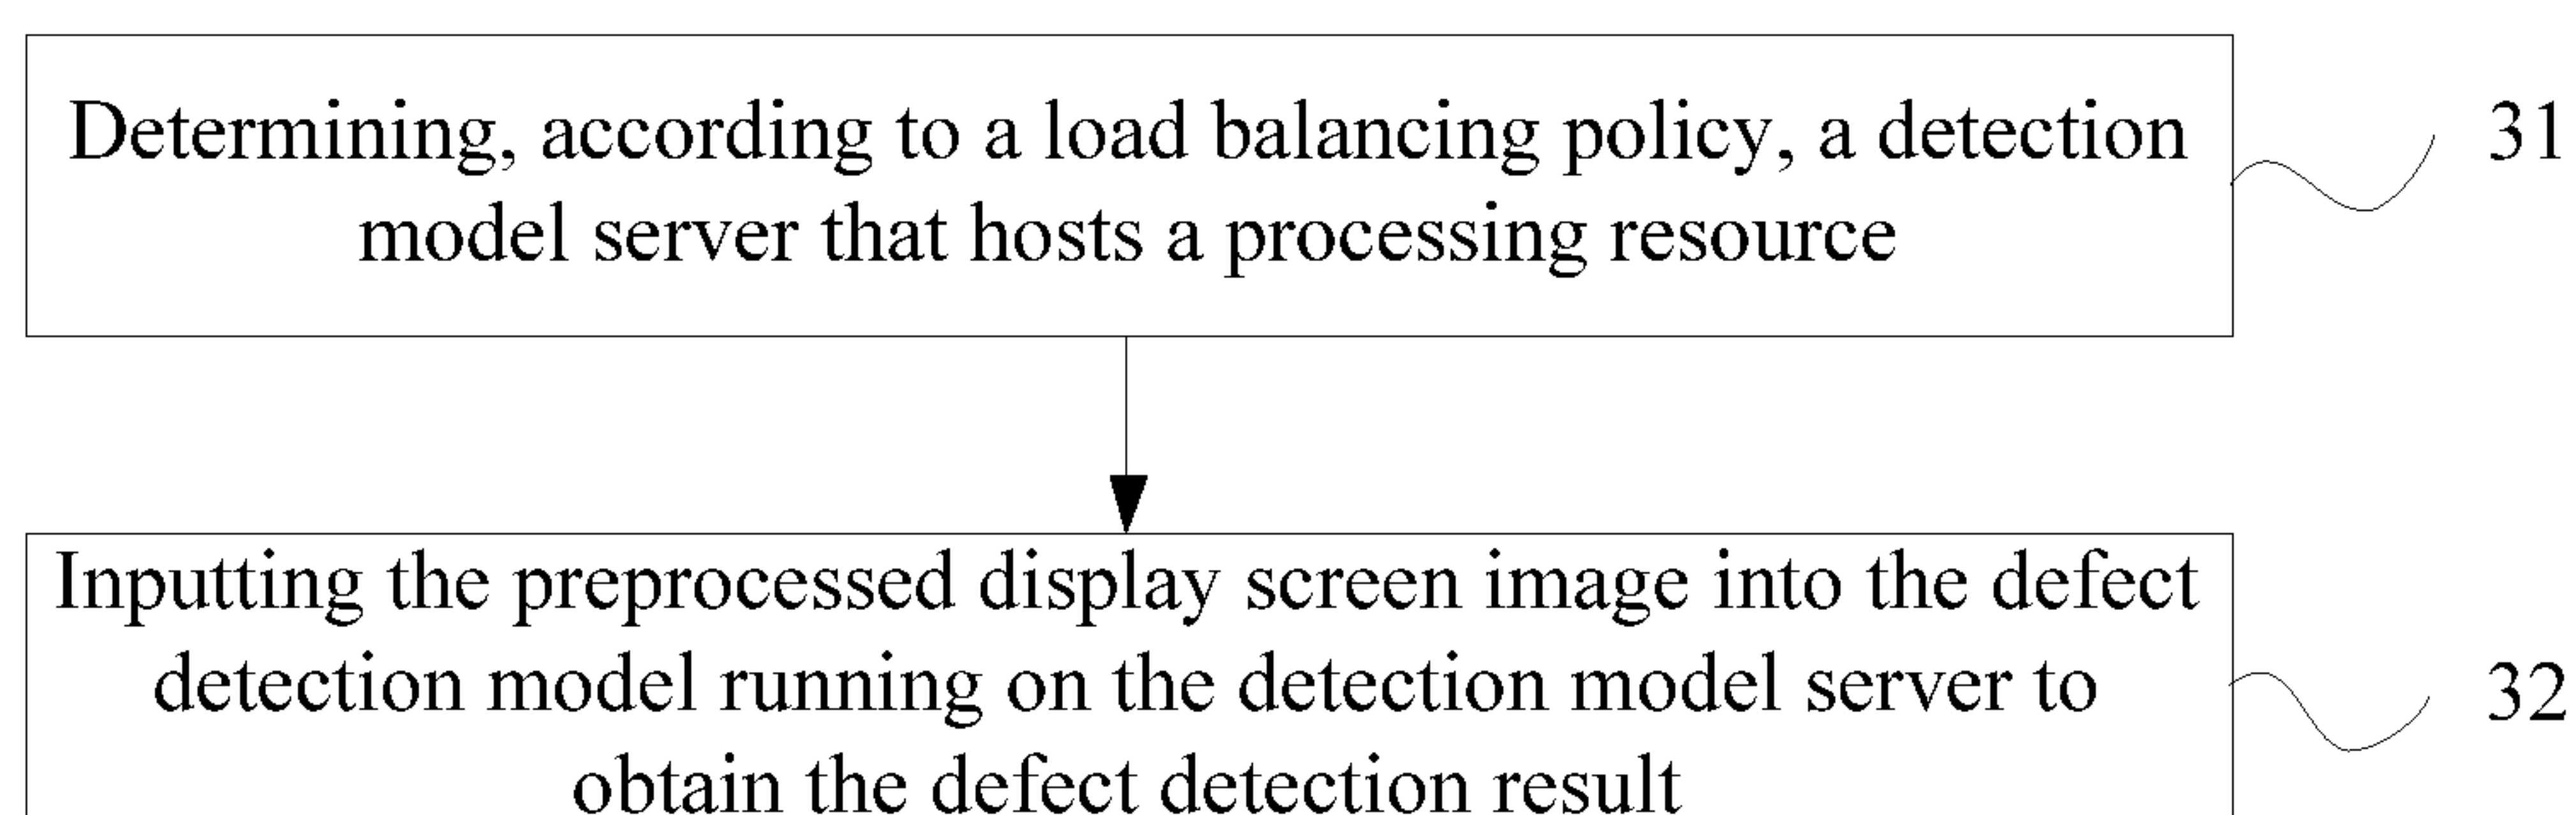 Determining, according to a load balancing policy, a detection
model server that hosts a processing resource
31
Inputting the preprocessed display screen image into the defect
detection model running on the detection model server to
obtain the defect detection result
32